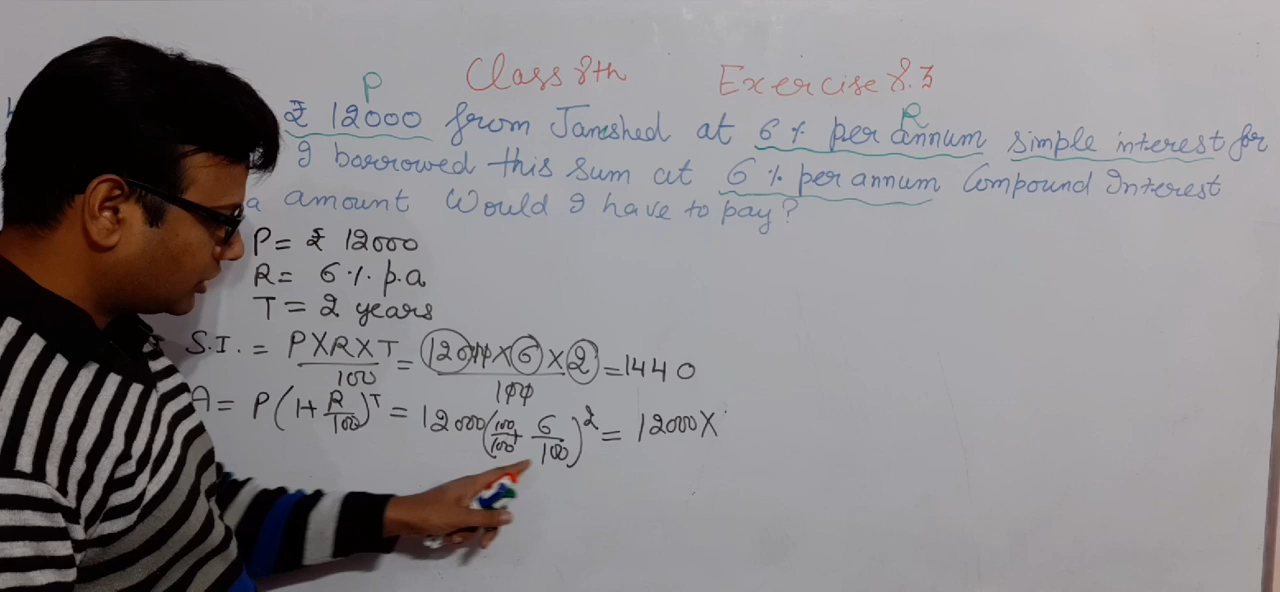 Class 8th Exercise 8.3
P R
₹ 12000 from Jamshed at 6 % per annum simple interest for
I borrowed this sum at 6 % per annum Compound Interest
a amount Would I have to pay?
P = ₹ 12000
R = 6 % p.a
T = 2 years
S.I. = P X R X T / 100 = 12000 X 6 X 2 / 100 = 1440
A = P(1 + R/100)^T = 12000(100/100 + 6/100)^2 = 12000 X